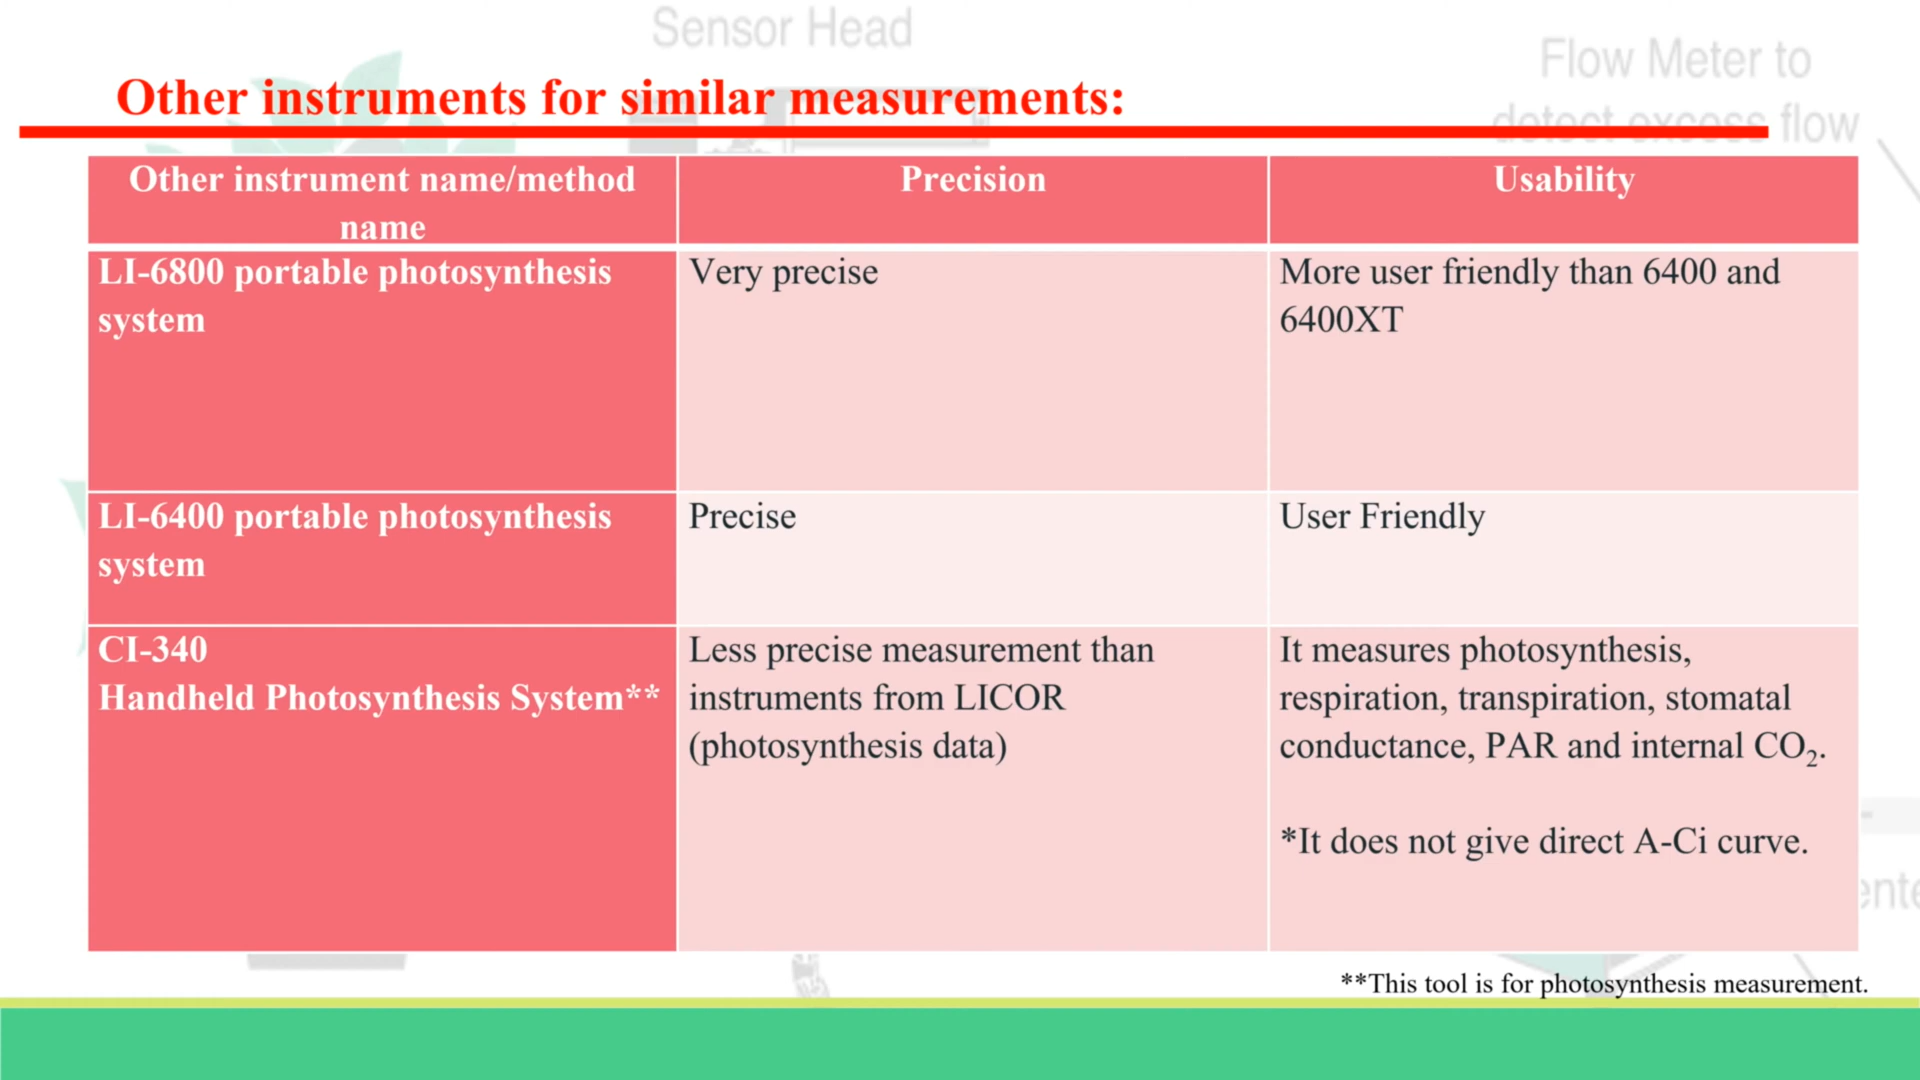 Sensor Head
Flow Meter to
detect excess flow
Other instruments for similar measurements:
Other instrument name/method
name
Precision
Usability
LI-6800 portable photosynthesis
system
Very precise
More user friendly than 6400 and
6400XT
LI-6400 portable photosynthesis
system
Precise
User Friendly
CI-340
Handheld Photosynthesis System**
Less precise measurement than
instruments from LICOR
(photosynthesis data)
It measures photosynthesis,
respiration, transpiration, stomatal
conductance, PAR and internal CO₂.
*It does not give direct A-Ci curve.
**This tool is for photosynthesis measurement.